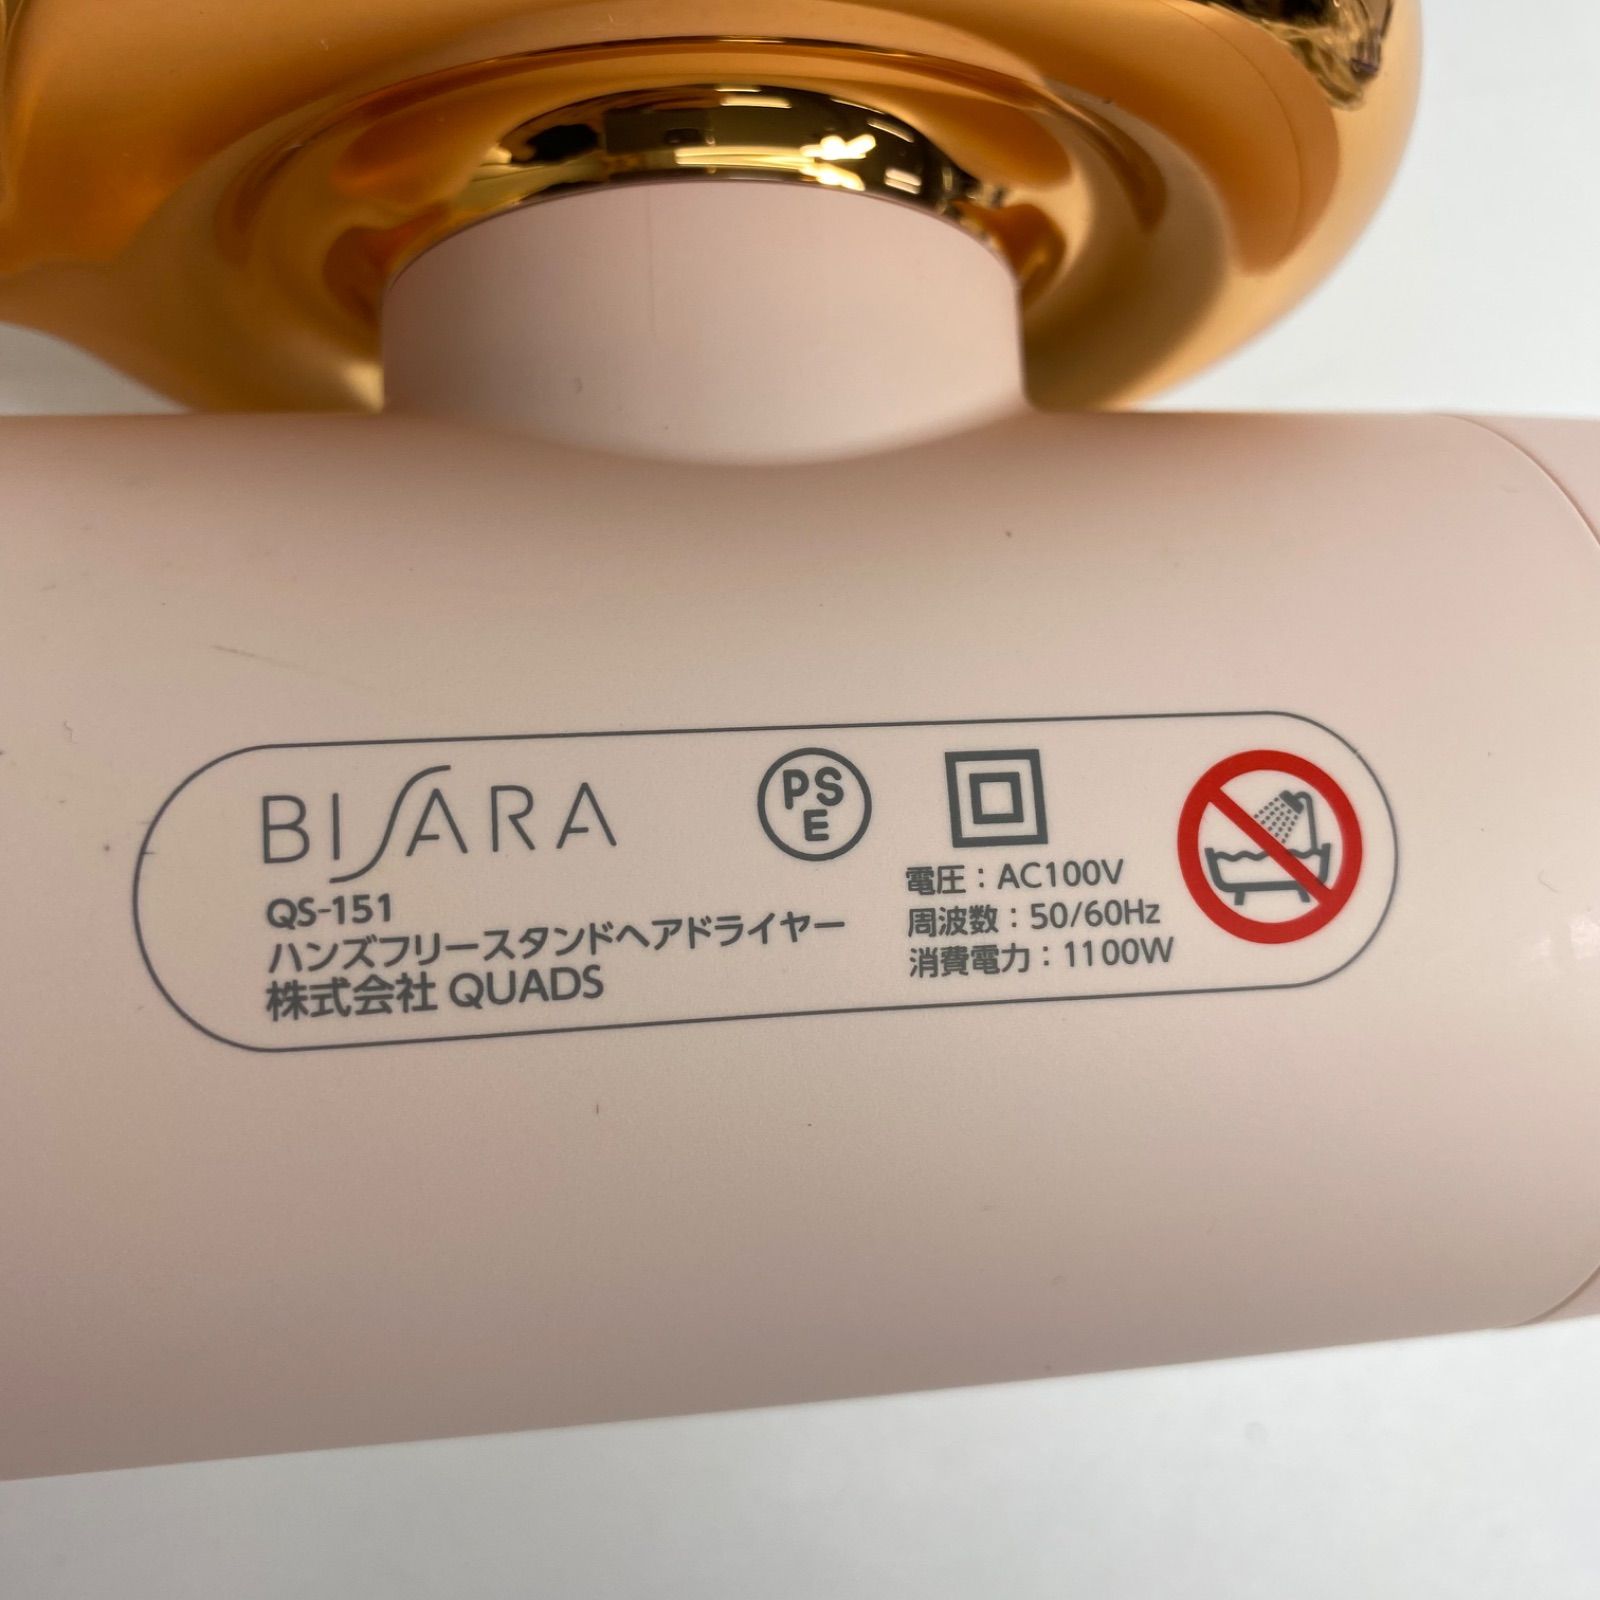 BISARA
QS-151
ハンズフリースタンドヘアドライヤー
株式会社 QUADS
PS
E
電圧：AC100V
周波数：50/60Hz
消費電力：1100W